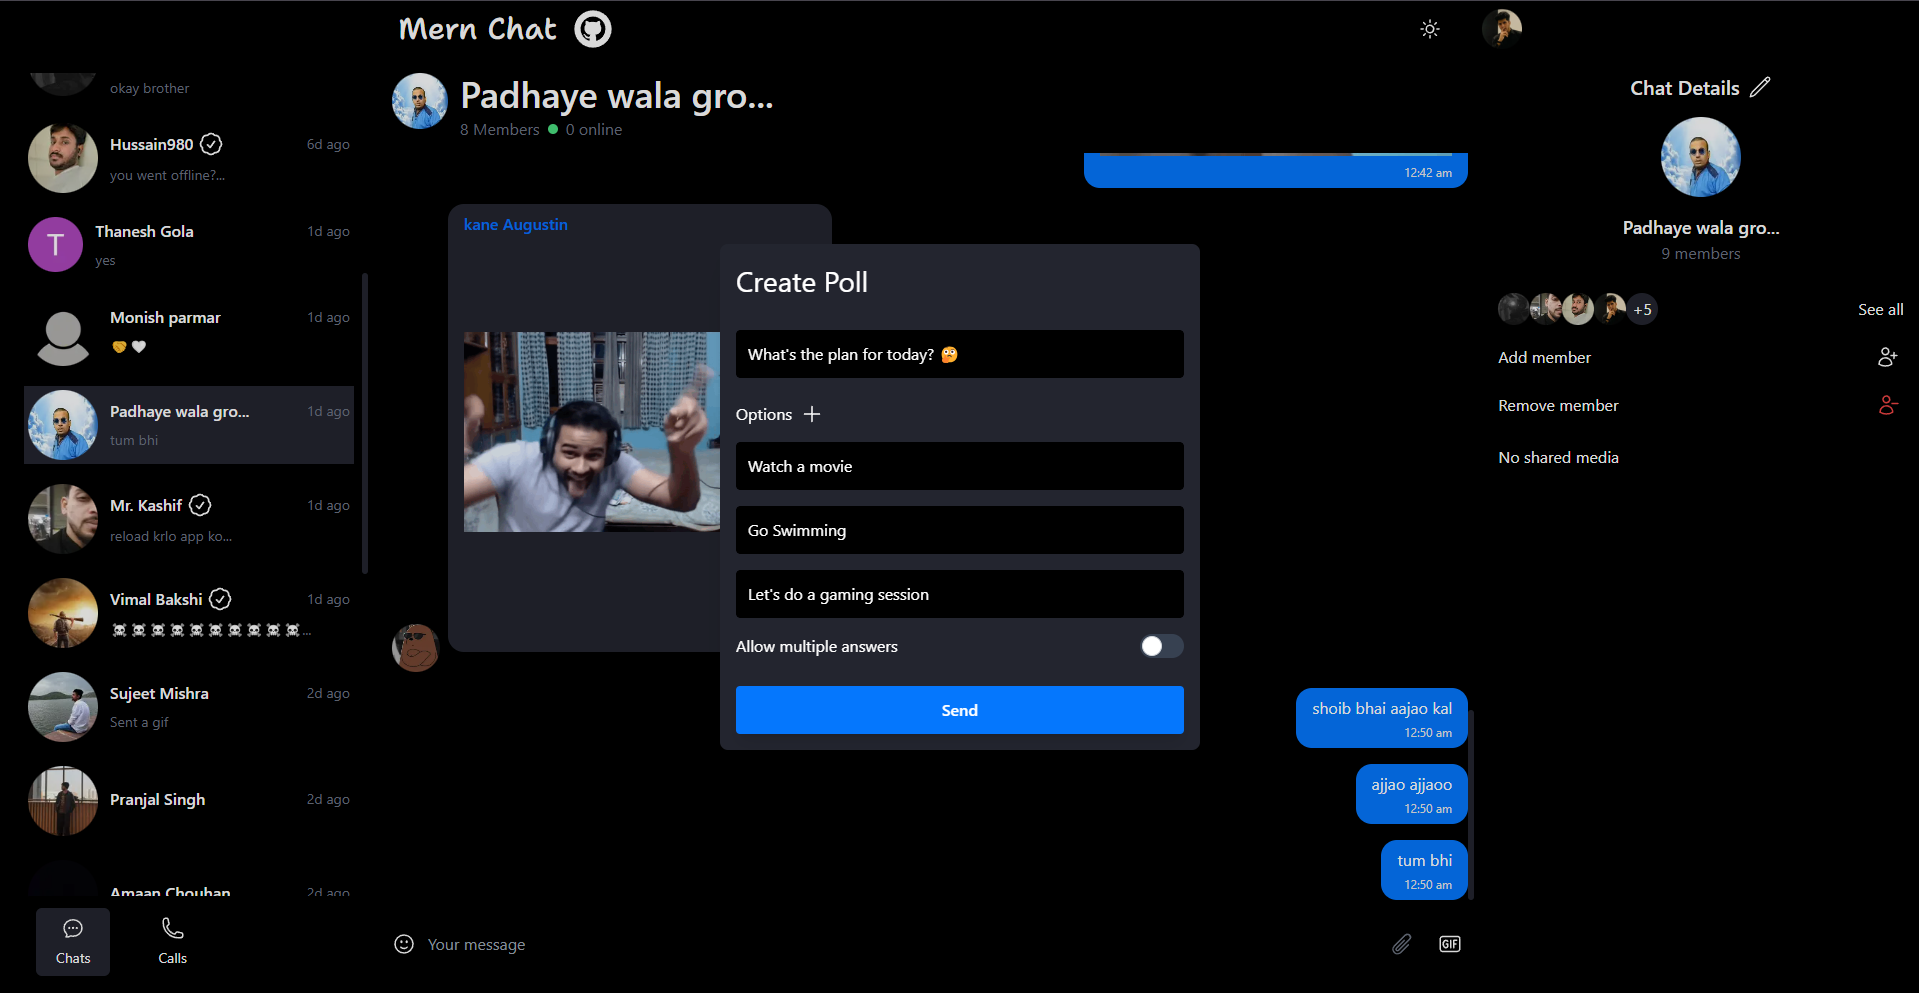 Mern Chat
okay brother
Hussain980
6d ago
you went offline?...
T
Thanesh Gola
1d ago
yes
Monish parmar
1d ago
🤝🤍
Padhaye wala gro...
1d ago
tum bhi
Mr. Kashif
1d ago
reload krlo app ko...
Vimal Bakshi
1d ago
☠️☠️☠️☠️☠️☠️☠️☠️☠️☠️...
Sujeet Mishra
2d ago
Sent a gif
Pranjal Singh
2d ago
Amaan Chouhan
2d ago
Chats
Calls
Padhaye wala gro...
8 Members
0 online
12:42 am
kane Augustin
Create Poll
What's the plan for today? 🤔
Options
Watch a movie
Go Swimming
Let's do a gaming session
Allow multiple answers
Send
shoib bhai aajao kal
12:50 am
ajjao ajjaoo
12:50 am
tum bhi
12:50 am
Your message
GIF
Chat Details
Padhaye wala gro...
9 members
+5
See all
Add member
Remove member
No shared media